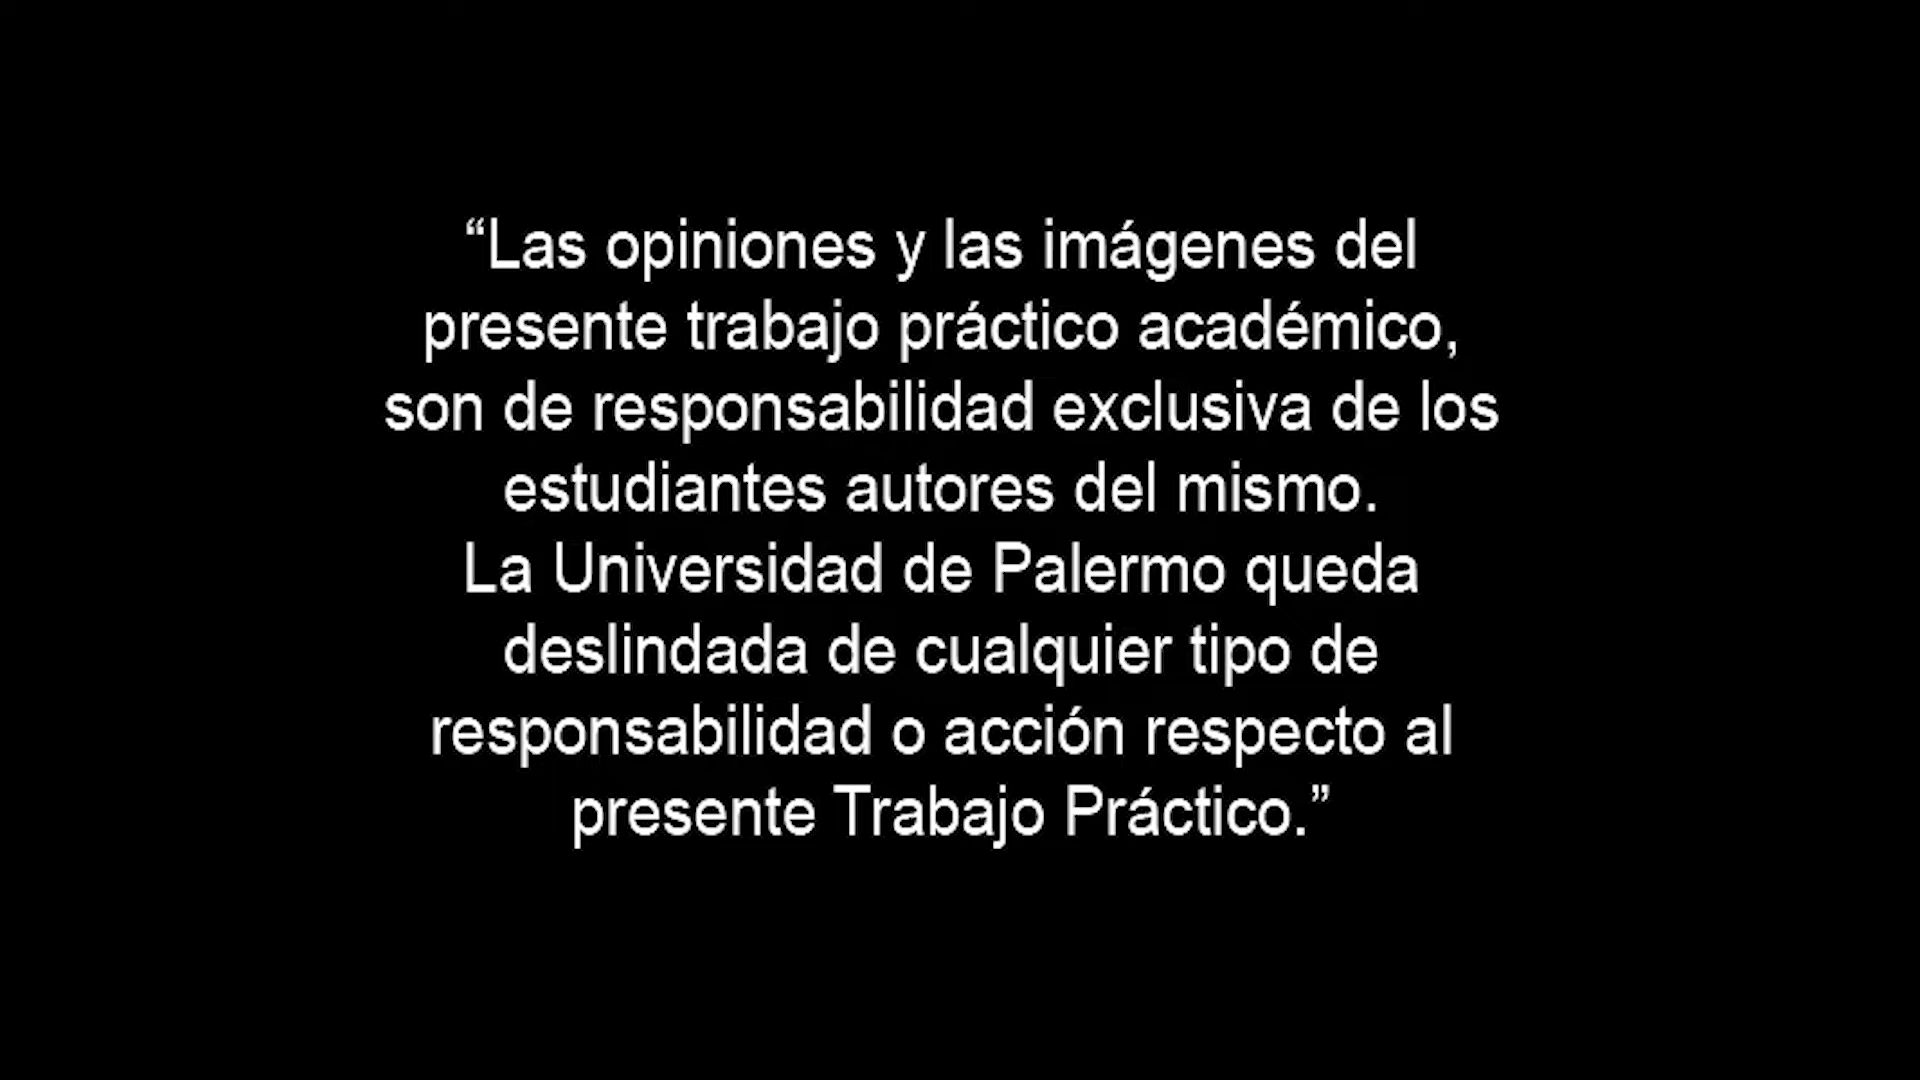 “Las opiniones y las imágenes del
presente trabajo práctico académico,
son de responsabilidad exclusiva de los
estudiantes autores del mismo.
La Universidad de Palermo queda
deslindada de cualquier tipo de
responsabilidad o acción respecto al
presente Trabajo Práctico.”